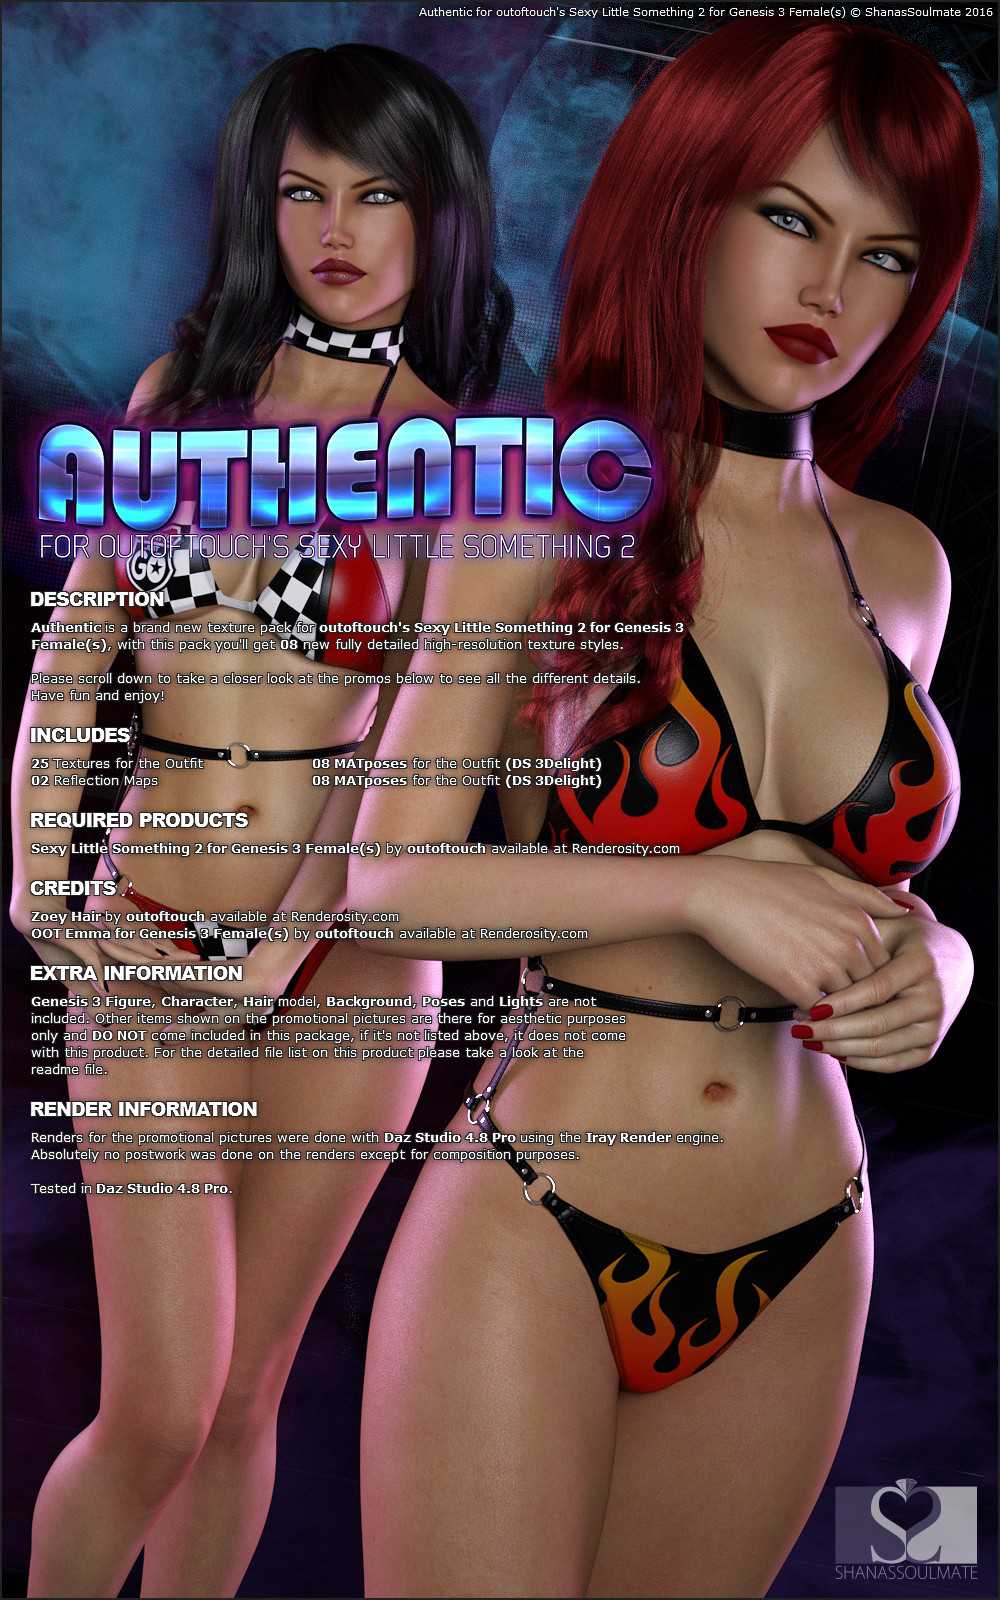 Authentic for outoftouch's Sexy Little Something 2 for Genesis 3 Female(s) © ShanasSoulmate 2016
AUTHENTIC
FOR OUTOFTOUCH'S SEXY LITTLE SOMETHING 2
GO
DESCRIPTION
Authentic is a brand new texture pack for outoftouch's Sexy Little Something 2 for Genesis 3
Female(s), with this pack you'll get 08 new fully detailed high-resolution texture styles.
Please scroll down to take a closer look at the promos below to see all the different details.
Have fun and enjoy!
INCLUDES
25 Textures for the Outfit 08 MATposes for the Outfit (DS 3Delight)
02 Reflection Maps 08 MATposes for the Outfit (DS 3Delight)
REQUIRED PRODUCTS
Sexy Little Something 2 for Genesis 3 Female(s) by outoftouch available at Renderosity.com
CREDITS
Zoey Hair by outoftouch available at Renderosity.com
OOT Emma for Genesis 3 Female(s) by outoftouch available at Renderosity.com
EXTRA INFORMATION
Genesis 3 Figure, Character, Hair model, Background, Poses and Lights are not
included. Other items shown on the promotional pictures are there for aesthetic purposes
only and DO NOT come included in this package, if it's not listed above, it does not come
with this product. For the detailed file list on this product please take a look at the
readme file.
RENDER INFORMATION
Renders for the promotional pictures were done with Daz Studio 4.8 Pro using the Iray Render engine.
Absolutely no postwork was done on the renders except for composition purposes.
Tested in Daz Studio 4.8 Pro.
SHANASSOULMATE